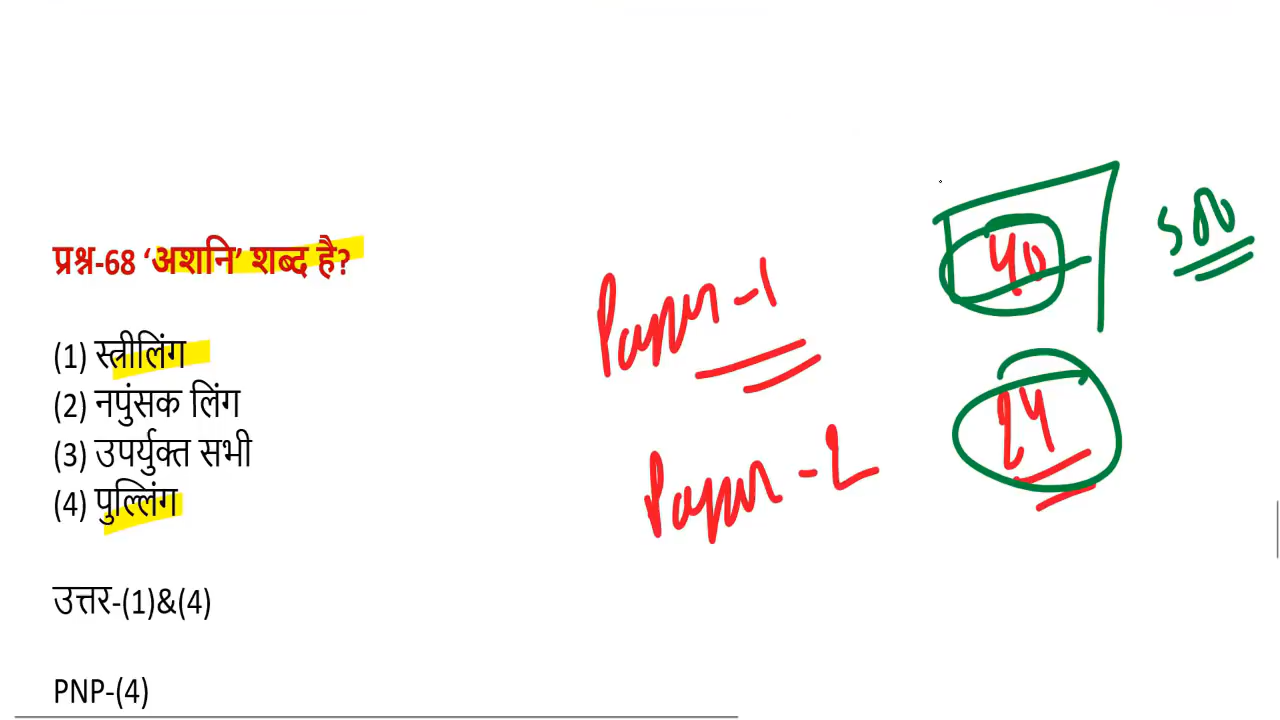 प्रश्न-68 ‘अशनि’ शब्द है?
(1) स्त्रीलिंग
(2) नपुंसक लिंग
(3) उपर्युक्त सभी
(4) पुल्लिंग
उत्तर-(1)&(4)
PNP-(4)
Paper-1
40
Paper-2
24